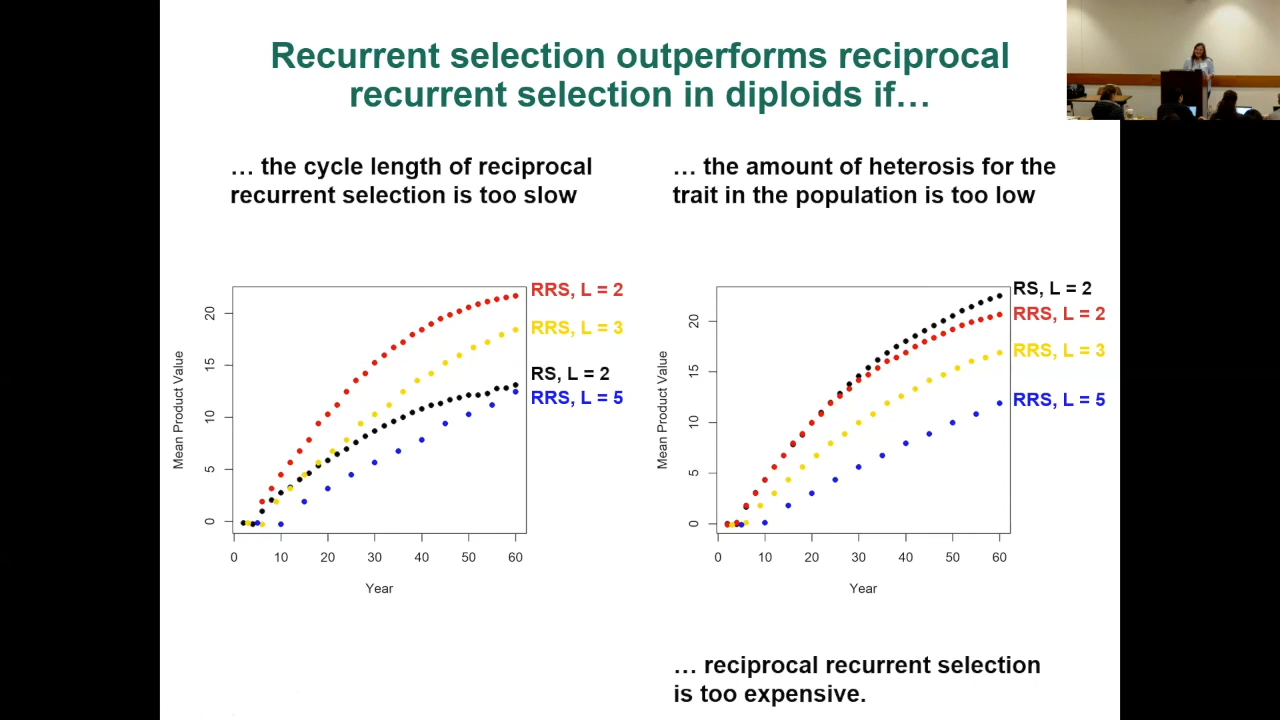 Recurrent selection outperforms reciprocal
recurrent selection in diploids if…
… the cycle length of reciprocal
recurrent selection is too slow
… the amount of heterosis for the
trait in the population is too low
RRS, L = 2
RRS, L = 3
RS, L = 2
RRS, L = 5
Mean Product Value
20
15
10
5
0
0 10 20 30 40 50 60
Year
RS, L = 2
RRS, L = 2
RRS, L = 3
RRS, L = 5
Mean Product Value
20
15
10
5
0
0 10 20 30 40 50 60
Year
… reciprocal recurrent selection
is too expensive.